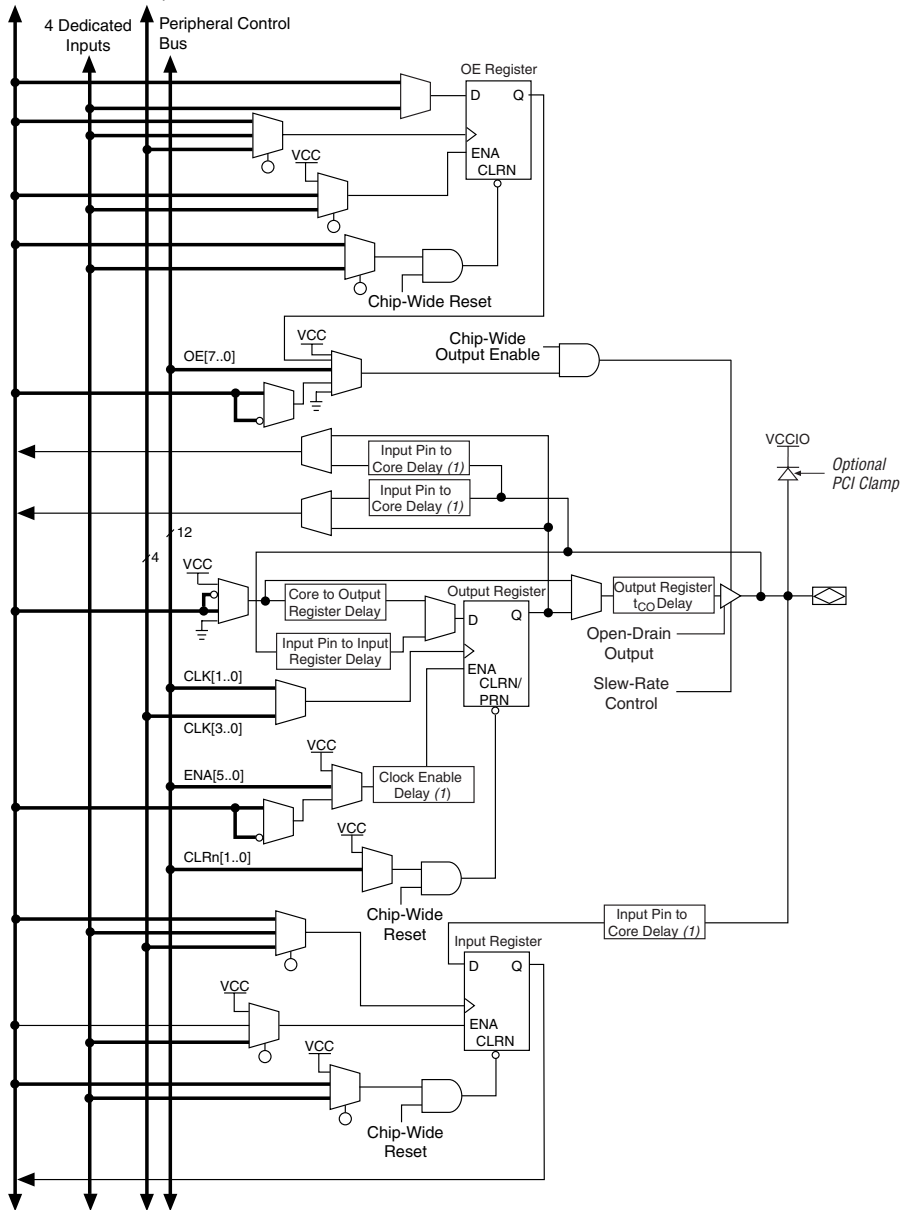 4 Dedicated
Inputs
Peripheral Control
Bus
OE Register
D Q
ENA
CLRN
VCC
Chip-Wide Reset
VCC
OE[7..0]
Chip-Wide
Output Enable
VCCIO
Optional
PCI Clamp
Input Pin to
Core Delay (1)
Input Pin to
Core Delay (1)
12
4
VCC
Core to Output
Register Delay
Input Pin to Input
Register Delay
Output Register
D Q
ENA
CLRN/
PRN
Output Register
tCO Delay
Open-Drain
Output
Slew-Rate
Control
CLK[1..0]
CLK[3..0]
VCC
ENA[5..0]
Clock Enable
Delay (1)
VCC
CLRn[1..0]
Chip-Wide
Reset
Input Pin to
Core Delay (1)
Input Register
D Q
ENA
CLRN
VCC
VCC
Chip-Wide
Reset